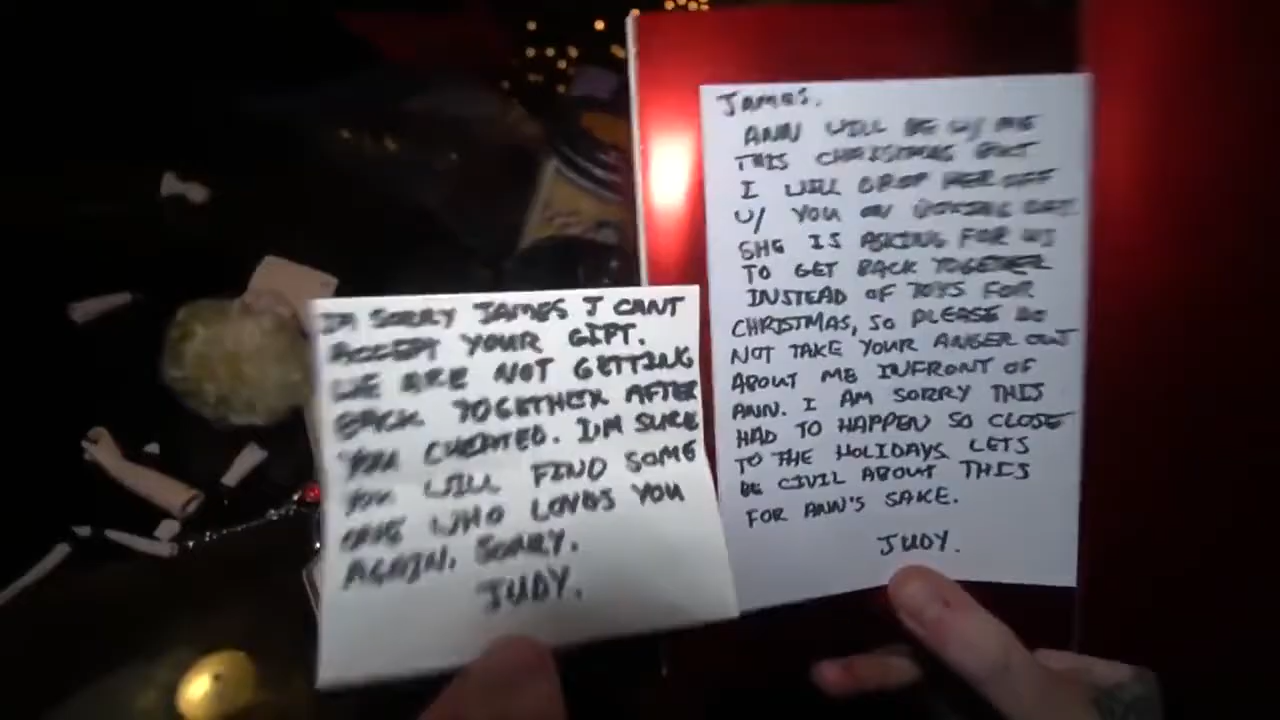 IM SORRY JAMES I CANT
ACCEPT YOUR GIFT.
WE ARE NOT GETTING
BACK TOGETHER AFTER
YOU CHEATED. I'M SURE
YOU WILL FIND SOME
ONE WHO LOVES YOU
AGAIN. SORRY.
JUDY.
JAMES.
ANN WILL BE W/ ME
THIS CHRISTMAS BUT
I WILL DROP HER OFF
W/ YOU ON BOXING DAY.
SHE IS ASKING FOR US
TO GET BACK TOGETHER
INSTEAD OF TOYS FOR
CHRISTMAS, SO PLEASE DO
NOT TAKE YOUR ANGER OUT
ABOUT ME INFRONT OF
ANN. I AM SORRY THIS
HAD TO HAPPEN SO CLOSE
TO THE HOLIDAYS. LETS
BE CIVIL ABOUT THIS
FOR ANN'S SAKE.
JUDY.